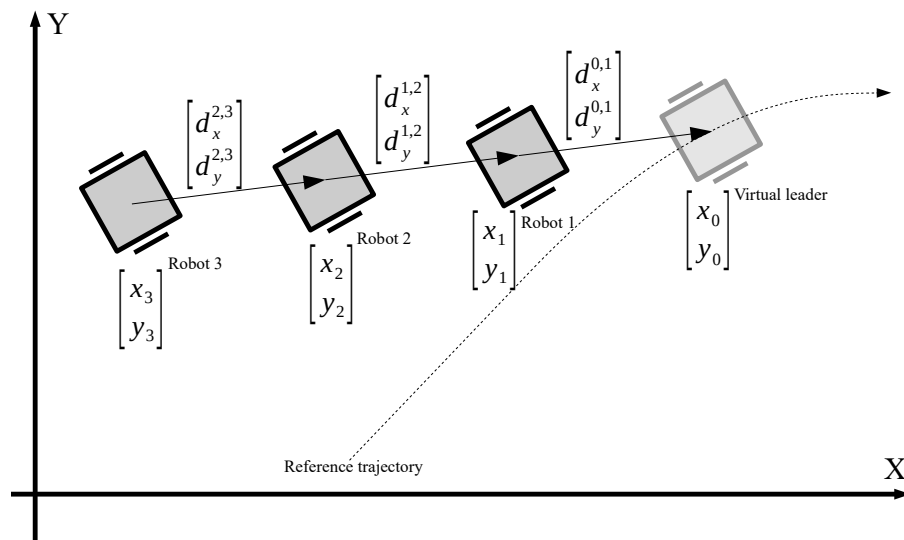 Y
d_x^{0,1}
d_y^{0,1}
d_x^{1,2}
d_y^{1,2}
d_x^{2,3}
d_y^{2,3}
Virtual leader
x_0
y_0
Robot 1
x_1
y_1
Robot 2
x_2
y_2
Robot 3
x_3
y_3
Reference trajectory
X